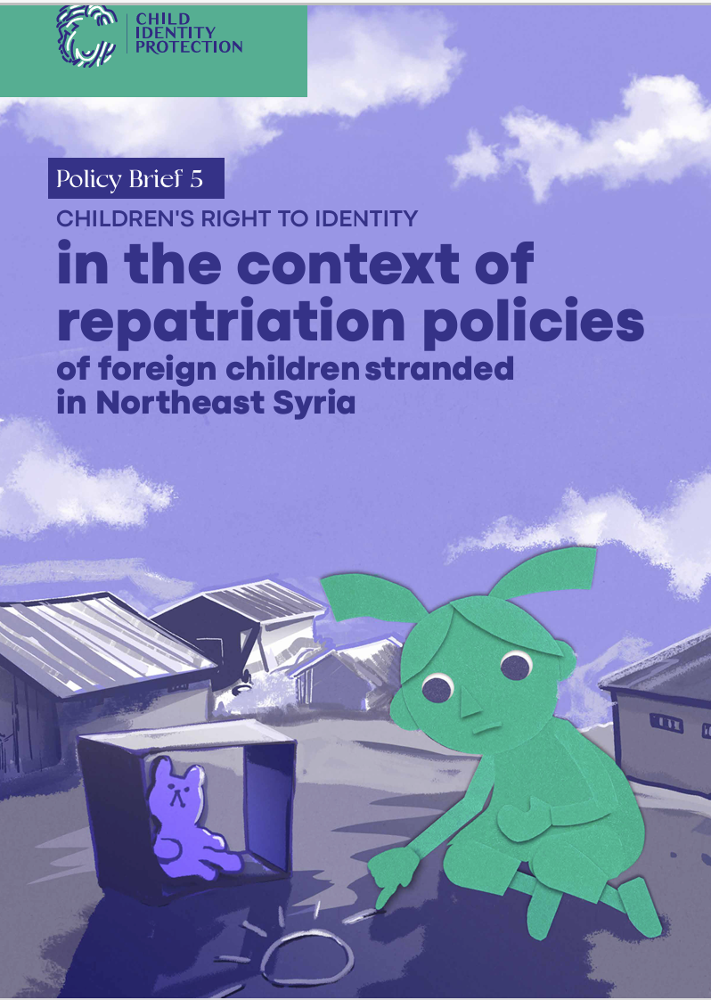 CHILD
IDENTITY
PROTECTION
Policy Brief 5
CHILDREN'S RIGHT TO IDENTITY
in the context of
repatriation policies
of foreign children stranded
in Northeast Syria